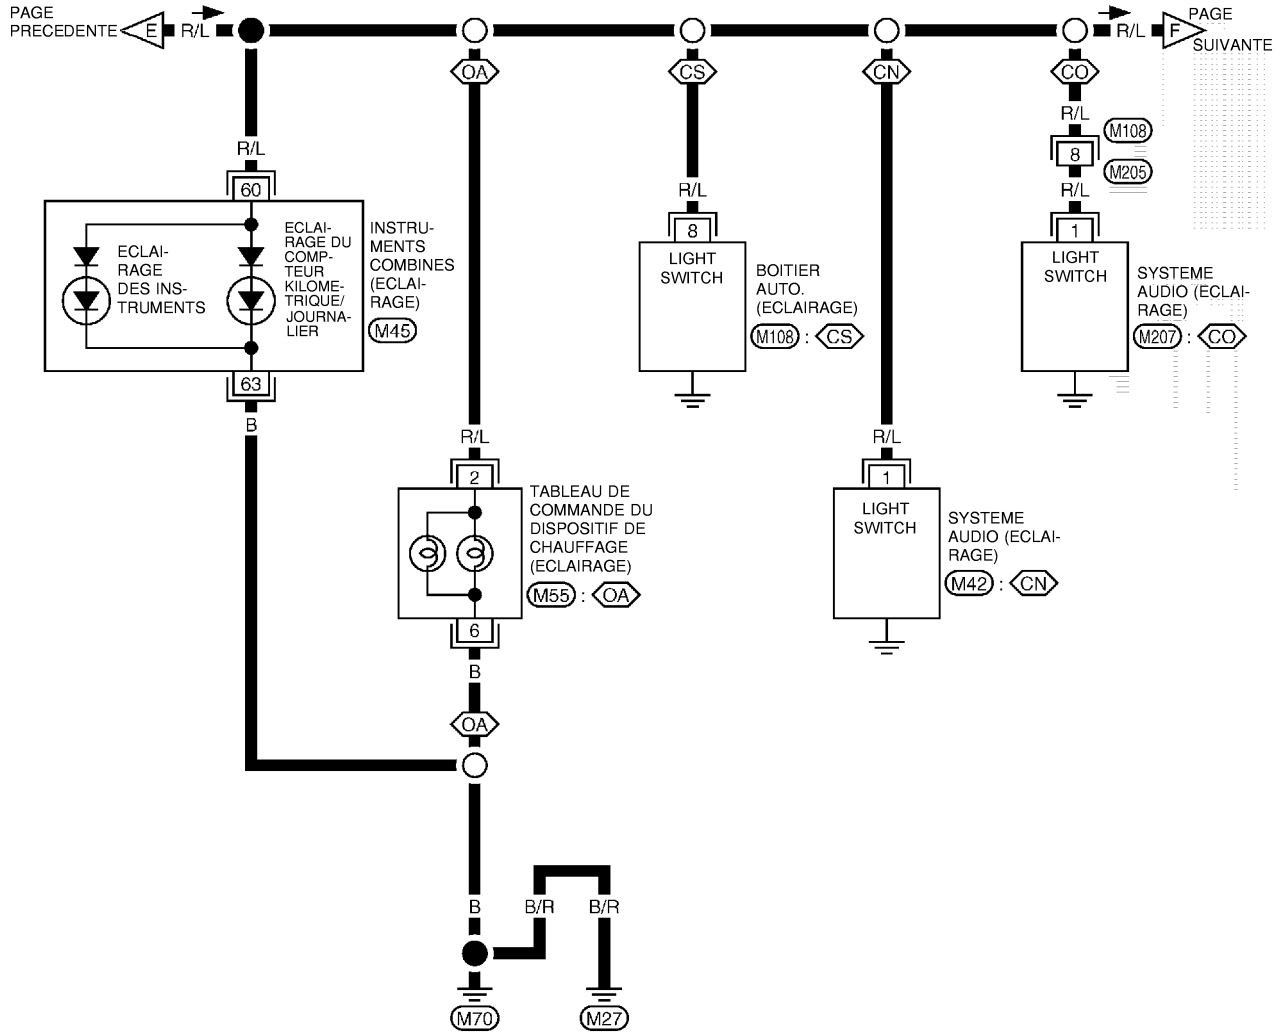 PAGE
PRECEDENTE
E
R/L
R/L
F
PAGE
SUIVANTE
OA
CS
CN
CO
R/L
M108
8
M205
R/L
R/L
60
R/L
8
1
ECLAI-
RAGE
DES INS-
TRUMENTS
ECLAI-
RAGE DU
COMP-
TEUR
KILOME-
TRIQUE/
JOURNA-
LIER
INSTRU-
MENTS
COMBINES
(ECLAI-
RAGE)
M45
63
B
LIGHT
SWITCH
BOITIER
AUTO.
(ECLAIRAGE)
M108 : CS
LIGHT
SWITCH
SYSTEME
AUDIO (ECLAI-
RAGE)
M207 : CO
R/L
2
TABLEAU DE
COMMANDE DU
DISPOSITIF DE
CHAUFFAGE
(ECLAIRAGE)
M55 : OA
6
B
OA
R/L
1
LIGHT
SWITCH
SYSTEME
AUDIO (ECLAI-
RAGE)
M42 : CN
B
B/R
B/R
M70
M27